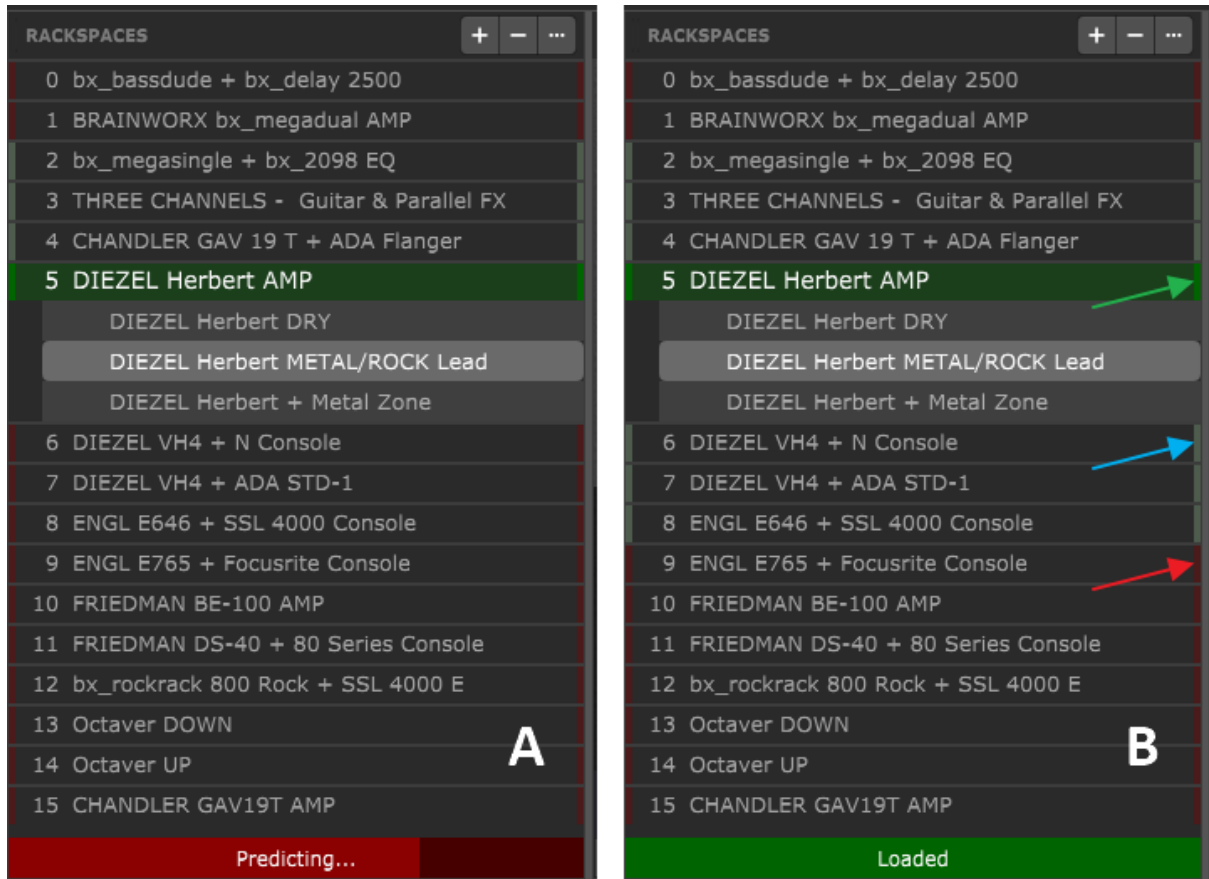 RACKSPACES
+ − ...
0 bx_bassdude + bx_delay 2500
1 BRAINWORX bx_megadual AMP
2 bx_megasingle + bx_2098 EQ
3 THREE CHANNELS -  Guitar & Parallel FX
4 CHANDLER GAV 19 T + ADA Flanger
5 DIEZEL Herbert AMP
DIEZEL Herbert DRY
DIEZEL Herbert METAL/ROCK Lead
DIEZEL Herbert + Metal Zone
6 DIEZEL VH4 + N Console
7 DIEZEL VH4 + ADA STD-1
8 ENGL E646 + SSL 4000 Console
9 ENGL E765 + Focusrite Console
10 FRIEDMAN BE-100 AMP
11 FRIEDMAN DS-40 + 80 Series Console
12 bx_rockrack 800 Rock + SSL 4000 E
13 Octaver DOWN
14 Octaver UP
15 CHANDLER GAV19T AMP
A
Predicting...
RACKSPACES
+ − ...
0 bx_bassdude + bx_delay 2500
1 BRAINWORX bx_megadual AMP
2 bx_megasingle + bx_2098 EQ
3 THREE CHANNELS -  Guitar & Parallel FX
4 CHANDLER GAV 19 T + ADA Flanger
5 DIEZEL Herbert AMP
DIEZEL Herbert DRY
DIEZEL Herbert METAL/ROCK Lead
DIEZEL Herbert + Metal Zone
6 DIEZEL VH4 + N Console
7 DIEZEL VH4 + ADA STD-1
8 ENGL E646 + SSL 4000 Console
9 ENGL E765 + Focusrite Console
10 FRIEDMAN BE-100 AMP
11 FRIEDMAN DS-40 + 80 Series Console
12 bx_rockrack 800 Rock + SSL 4000 E
13 Octaver DOWN
14 Octaver UP
15 CHANDLER GAV19T AMP
B
Loaded